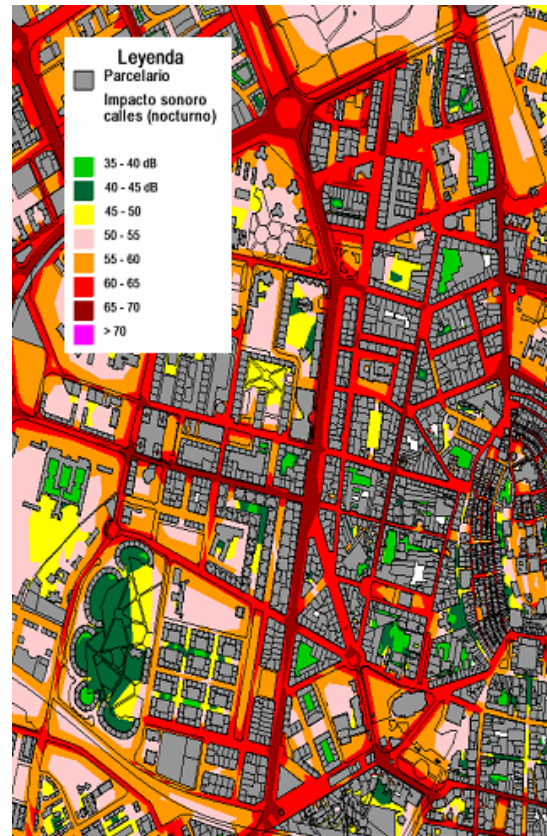 Leyenda
Parcelario
Impacto sonoro
calles (nocturno)
35 - 40 dB
40 - 45 dB
45 - 50
50 - 55
55 - 60
60 - 65
65 - 70
> 70